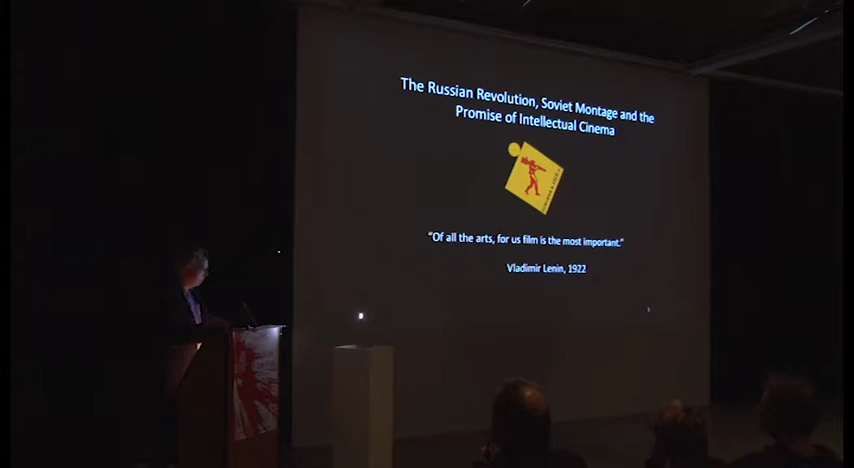 The Russian Revolution, Soviet Montage and the
Promise of Intellectual Cinema
“Of all the arts, for us film is the most important.”
Vladimir Lenin, 1922